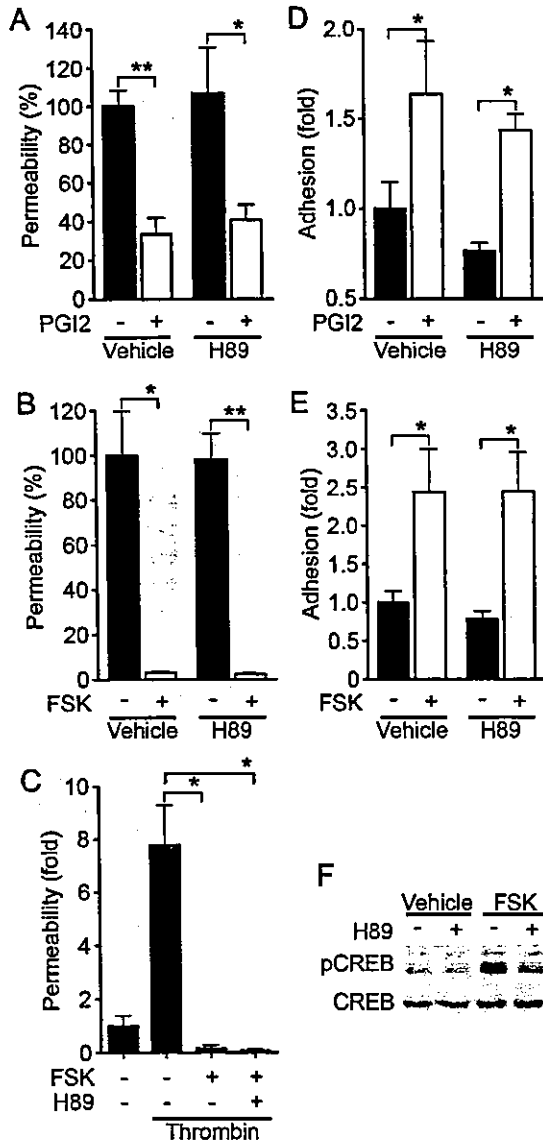 A
Permeability (%)
140
120
100
80
60
40
20
0
**
*
PGI2 - + - +
Vehicle H89
D
Adhesion (fold)
2.0
1.5
1.0
0.5
*
*
PGI2 - + - +
Vehicle H89
B
Permeability (%)
120
100
80
60
40
20
0
*
**
FSK - + - +
Vehicle H89
E
Adhesion (fold)
3.5
3.0
2.5
2.0
1.5
1.0
0.5
0
*
*
FSK - + - +
Vehicle H89
C
Permeability (fold)
10
8
6
4
2
0
*
*
FSK - - + +
H89 - - - +
Thrombin
F
Vehicle FSK
H89 - + - +
pCREB
CREB